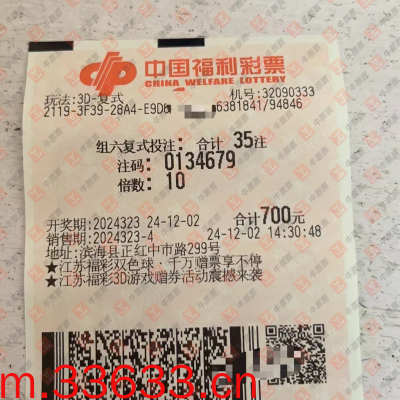 中国福利彩票
CHINA WELFARE LOTTERY
玩法:3D-复式 机号:32090333
2119-3F39-28A4-E9D 6381841/94846
组六复式投注: 合计 35注
注码: 0134679
倍数: 10
开奖期:2024323 24-12-02 合计700元
销售期:2024323-4 24-12-02 14:30:48
地址:滨海县正红中市路299号
★江苏福彩双色球·千万赠票享不停
★江苏福彩3D游戏赠券活动震撼来袭
m.33633.cn